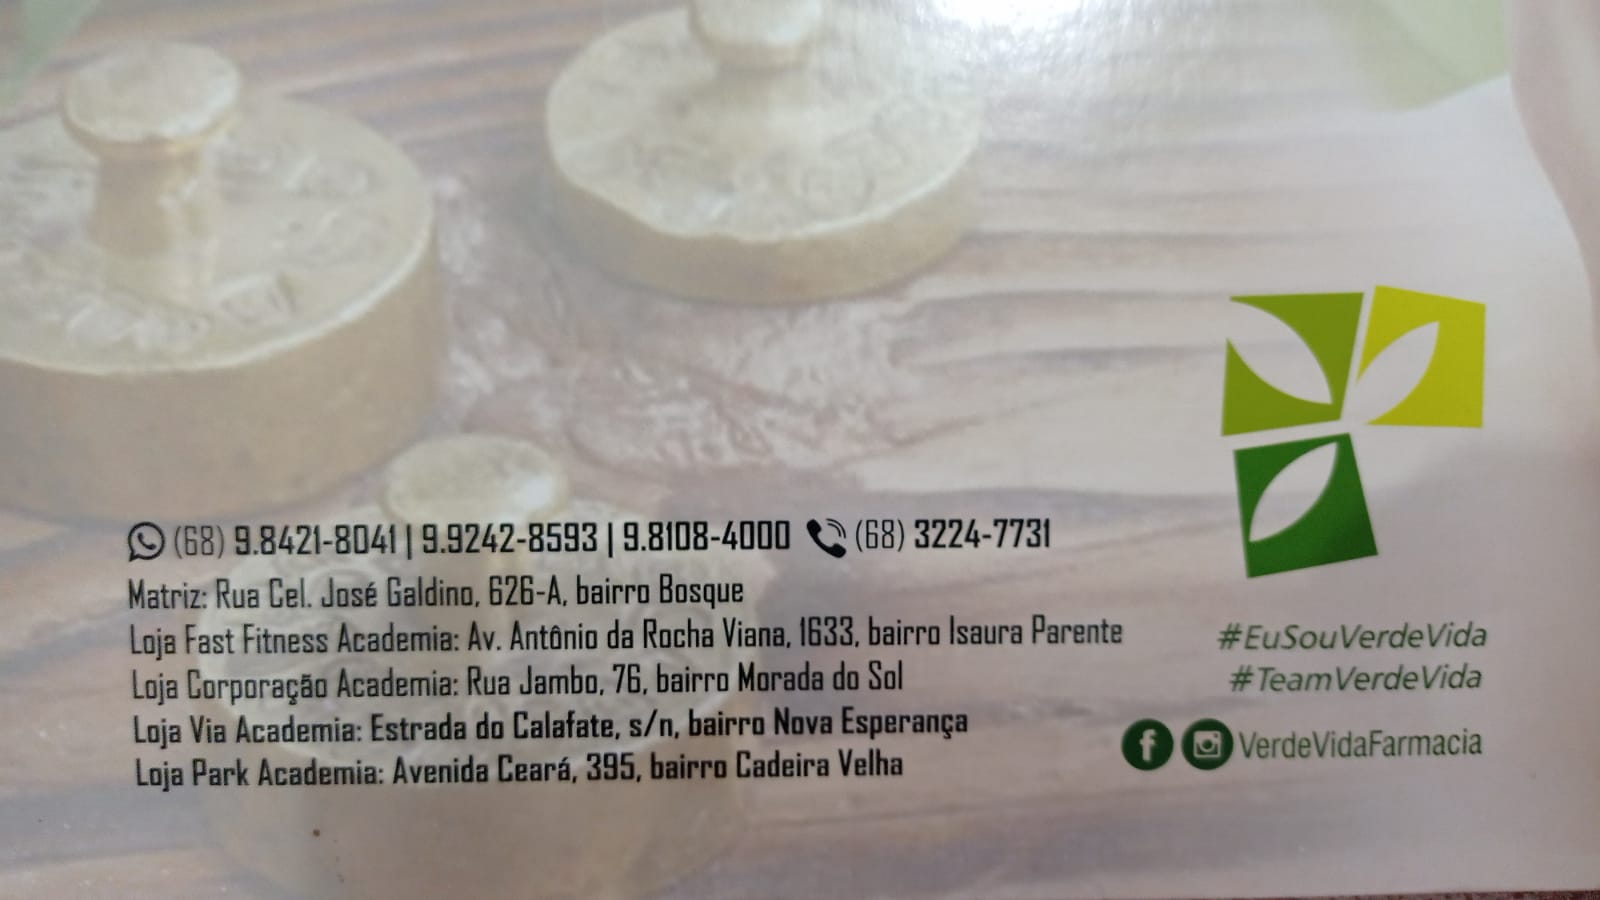 (68) 9.8421-8041 | 9.9242-8593 | 9.8108-4000 (68) 3224-7731
Matriz: Rua Cel. José Galdino, 626-A, bairro Bosque
Loja Fast Fitness Academia: Av. Antônio da Rocha Viana, 1633, bairro Isaura Parente
Loja Corporação Academia: Rua Jambo, 76, bairro Morada do Sol
Loja Via Academia: Estrada do Calafate, s/n, bairro Nova Esperança
Loja Park Academia: Avenida Ceará, 395, bairro Cadeira Velha
#EuSouVerdeVida
#TeamVerdeVida
VerdeVidaFarmacia